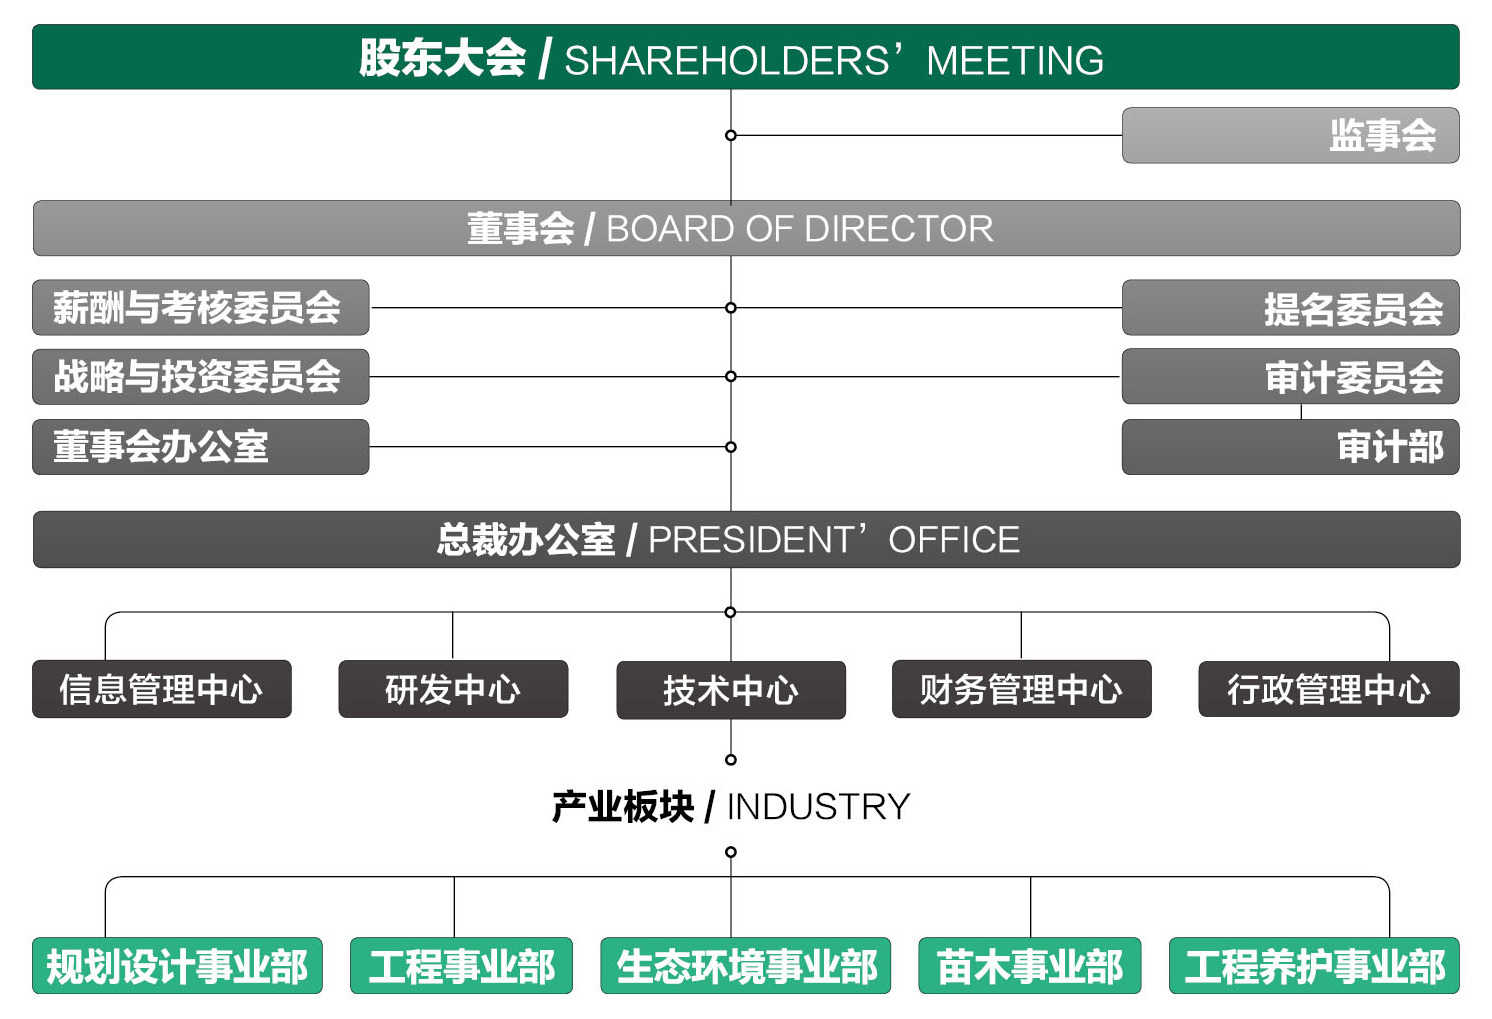 股东大会 / SHAREHOLDERS’ MEETING
监事会
董事会 / BOARD OF DIRECTOR
薪酬与考核委员会
提名委员会
战略与投资委员会
审计委员会
董事会办公室
审计部
总裁办公室 / PRESIDENT’ OFFICE
信息管理中心
研发中心
技术中心
财务管理中心
行政管理中心
产业板块 / INDUSTRY
规划设计事业部
工程事业部
生态环境事业部
苗木事业部
工程养护事业部